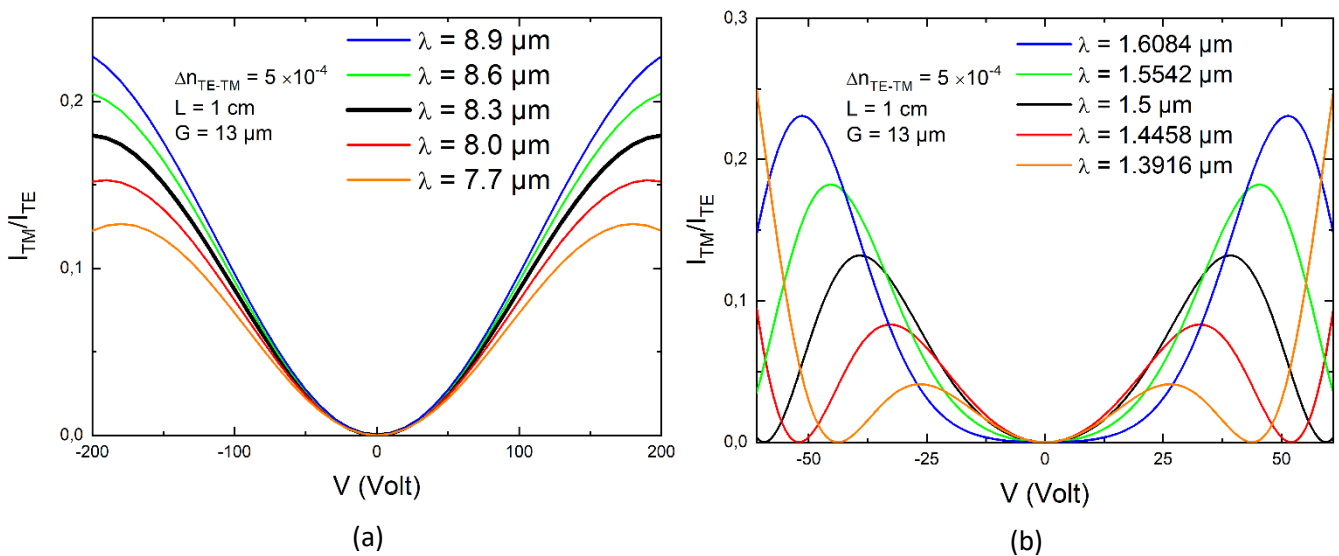 λ = 8.9 µm
λ = 8.6 µm
λ = 8.3 µm
λ = 8.0 µm
λ = 7.7 µm
Δn_TE-TM = 5 ×10⁻⁴
L = 1 cm
G = 13 µm
I_TM/I_TE
0,2
0,1
0,0
-200 -100 0 100 200
V (Volt)
(a)
λ = 1.6084 µm
λ = 1.5542 µm
λ = 1.5 µm
λ = 1.4458 µm
λ = 1.3916 µm
Δn_TE-TM = 5 ×10⁻⁴
L = 1 cm
G = 13 µm
I_TM/I_TE
0,3
0,2
0,1
0,0
-50 -25 0 25 50
V (Volt)
(b)